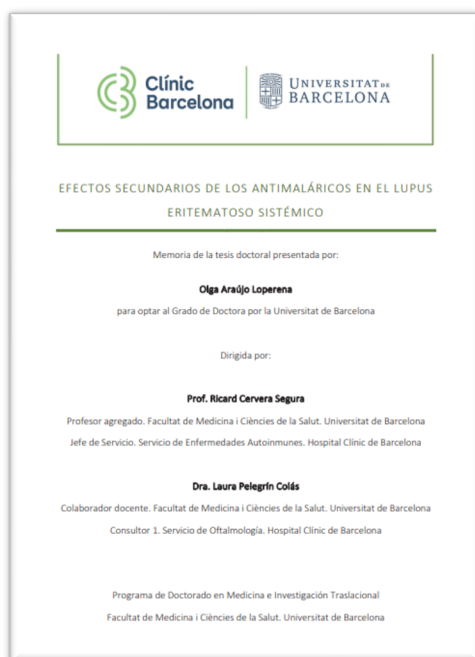 Clínic
Barcelona
UNIVERSITAT DE
BARCELONA
EFECTOS SECUNDARIOS DE LOS ANTIMALÁRICOS EN EL LUPUS
ERITEMATOSO SISTÉMICO
Memoria de la tesis doctoral presentada por:
Olga Araújo Loperena
para optar al Grado de Doctora por la Universitat de Barcelona
Dirigida por:
Prof. Ricard Cervera Segura
Profesor agregado. Facultat de Medicina i Ciències de la Salut. Universitat de Barcelona
Jefe de Servicio. Servicio de Enfermedades Autoinmunes. Hospital Clínic de Barcelona
Dra. Laura Pelegrín Colás
Colaborador docente. Facultat de Medicina i Ciències de la Salut. Universitat de Barcelona
Consultor 1. Servicio de Oftalmología. Hospital Clínic de Barcelona
Programa de Doctorado en Medicina e Investigación Traslacional
Facultat de Medicina i Ciències de la Salut. Universitat de Barcelona